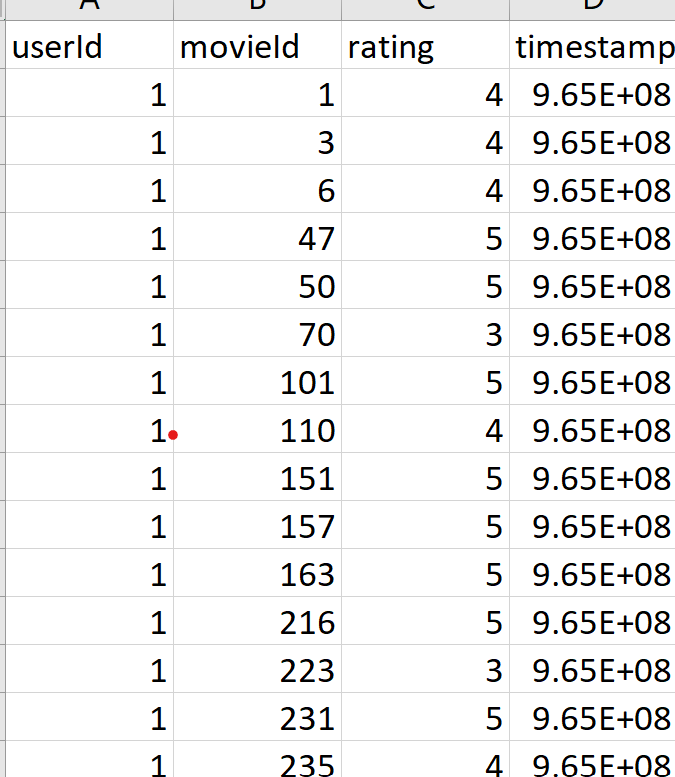 A B C D
userId movieId rating timestamp
1 1 4 9.65E+08
1 3 4 9.65E+08
1 6 4 9.65E+08
1 47 5 9.65E+08
1 50 5 9.65E+08
1 70 3 9.65E+08
1 101 5 9.65E+08
1 110 4 9.65E+08
1 151 5 9.65E+08
1 157 5 9.65E+08
1 163 5 9.65E+08
1 216 5 9.65E+08
1 223 3 9.65E+08
1 231 5 9.65E+08
1 235 4 9.65E+08